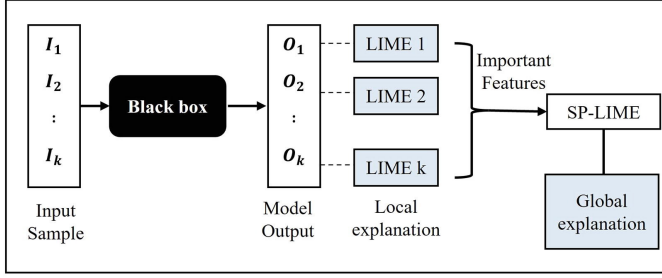 I₁
I₂
:
Iₖ
Input
Sample
Black box
O₁
O₂
:
Oₖ
Model
Output
LIME 1
LIME 2
LIME k
Local
explanation
Important
Features
SP-LIME
Global
explanation